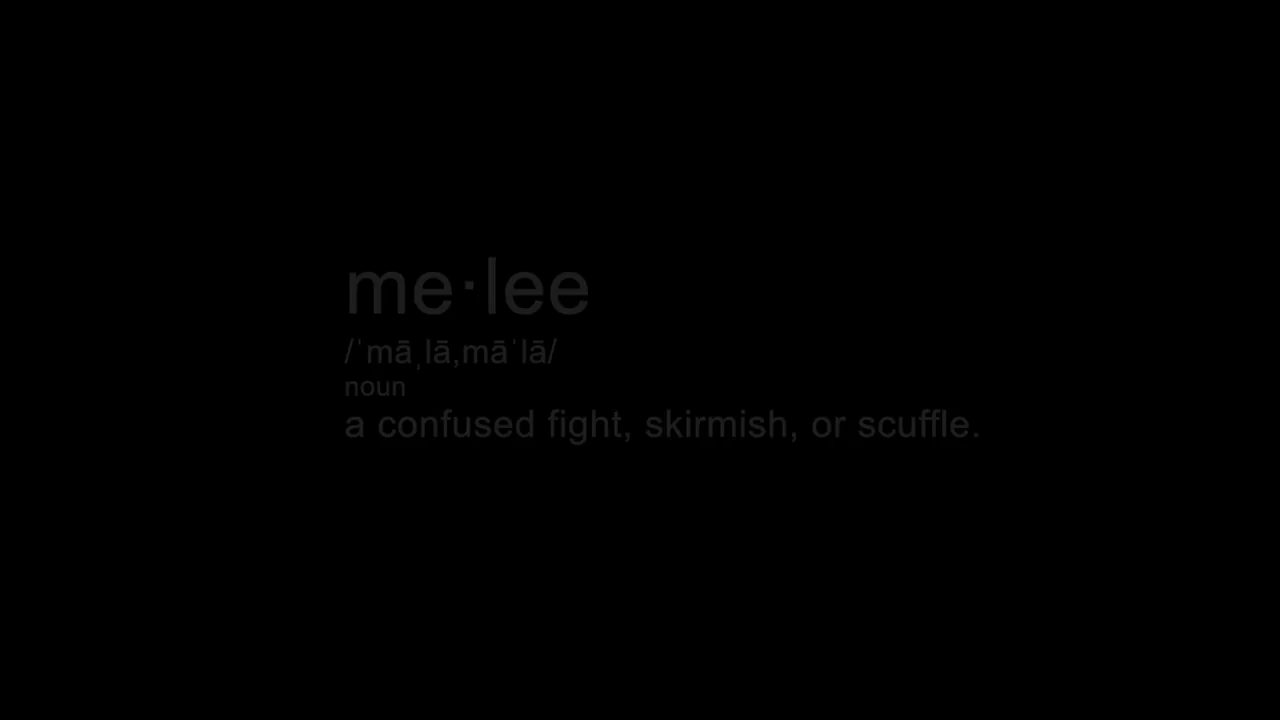 me·lee
/ˈmāˌlā,māˈlā/
noun
a confused fight, skirmish, or scuffle.